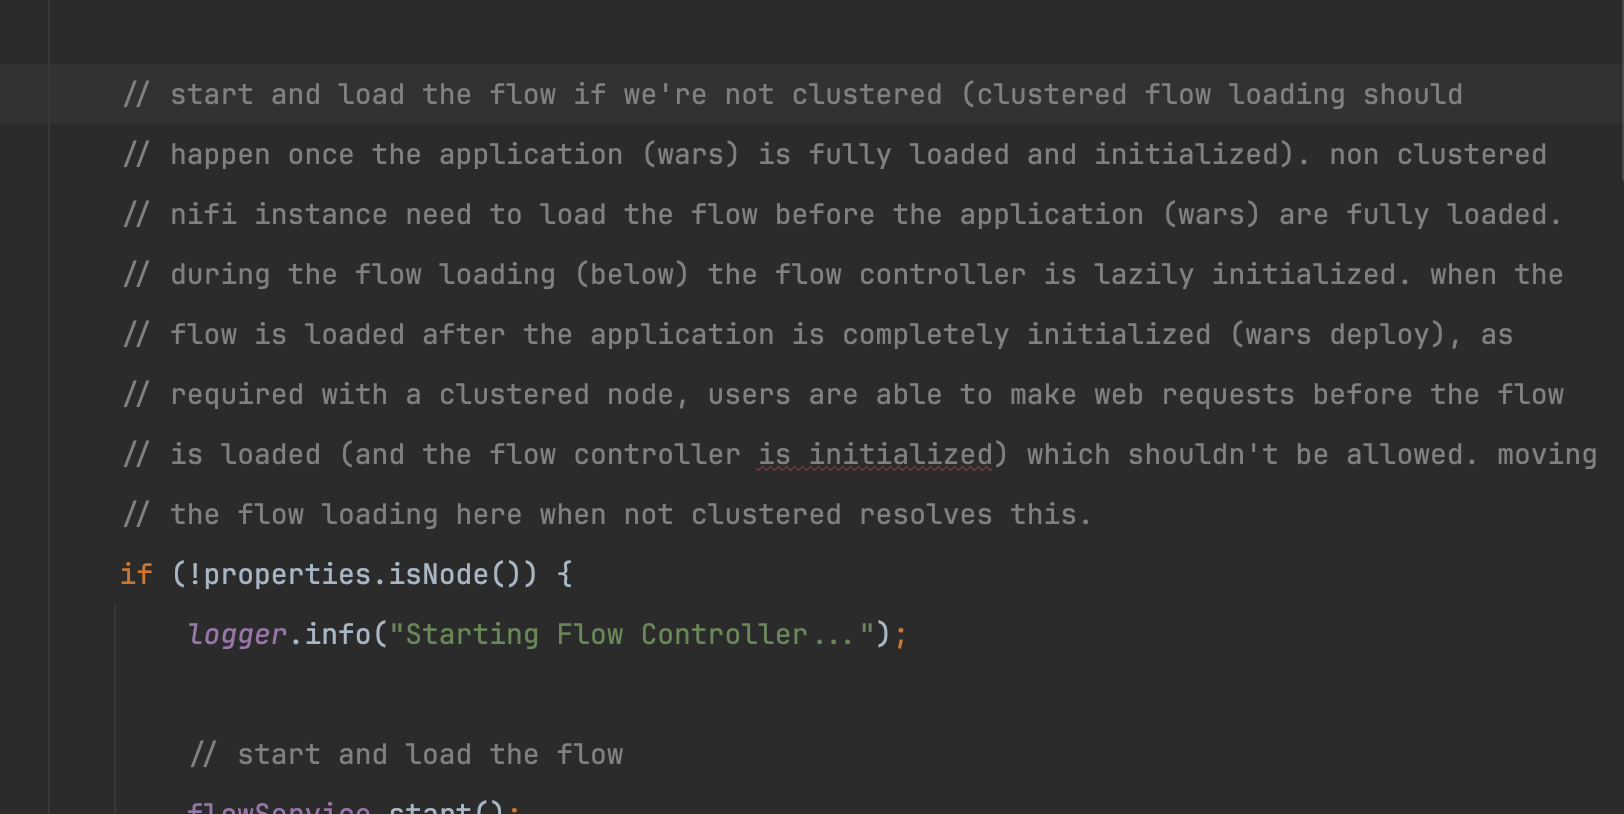 // start and load the flow if we're not clustered (clustered flow loading should
// happen once the application (wars) is fully loaded and initialized). non clustered
// nifi instance need to load the flow before the application (wars) are fully loaded.
// during the flow loading (below) the flow controller is lazily initialized. when the
// flow is loaded after the application is completely initialized (wars deploy), as
// required with a clustered node, users are able to make web requests before the flow
// is loaded (and the flow controller is initialized) which shouldn't be allowed. moving
// the flow loading here when not clustered resolves this.
if (!properties.isNode()) {
logger.info("Starting Flow Controller...");
// start and load the flow
flowService.start();